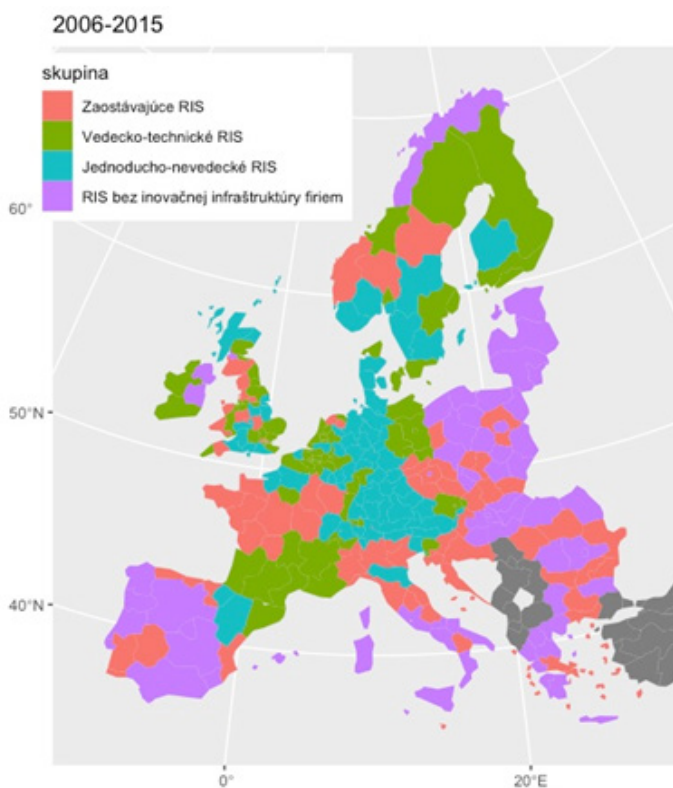 2006-2015
skupina
Zaostávajúce RIS
Vedecko-technické RIS
Jednoducho-nevedecké RIS
RIS bez inovačnej infraštruktúry firiem
60°
50°N
40°N
0°
20°E